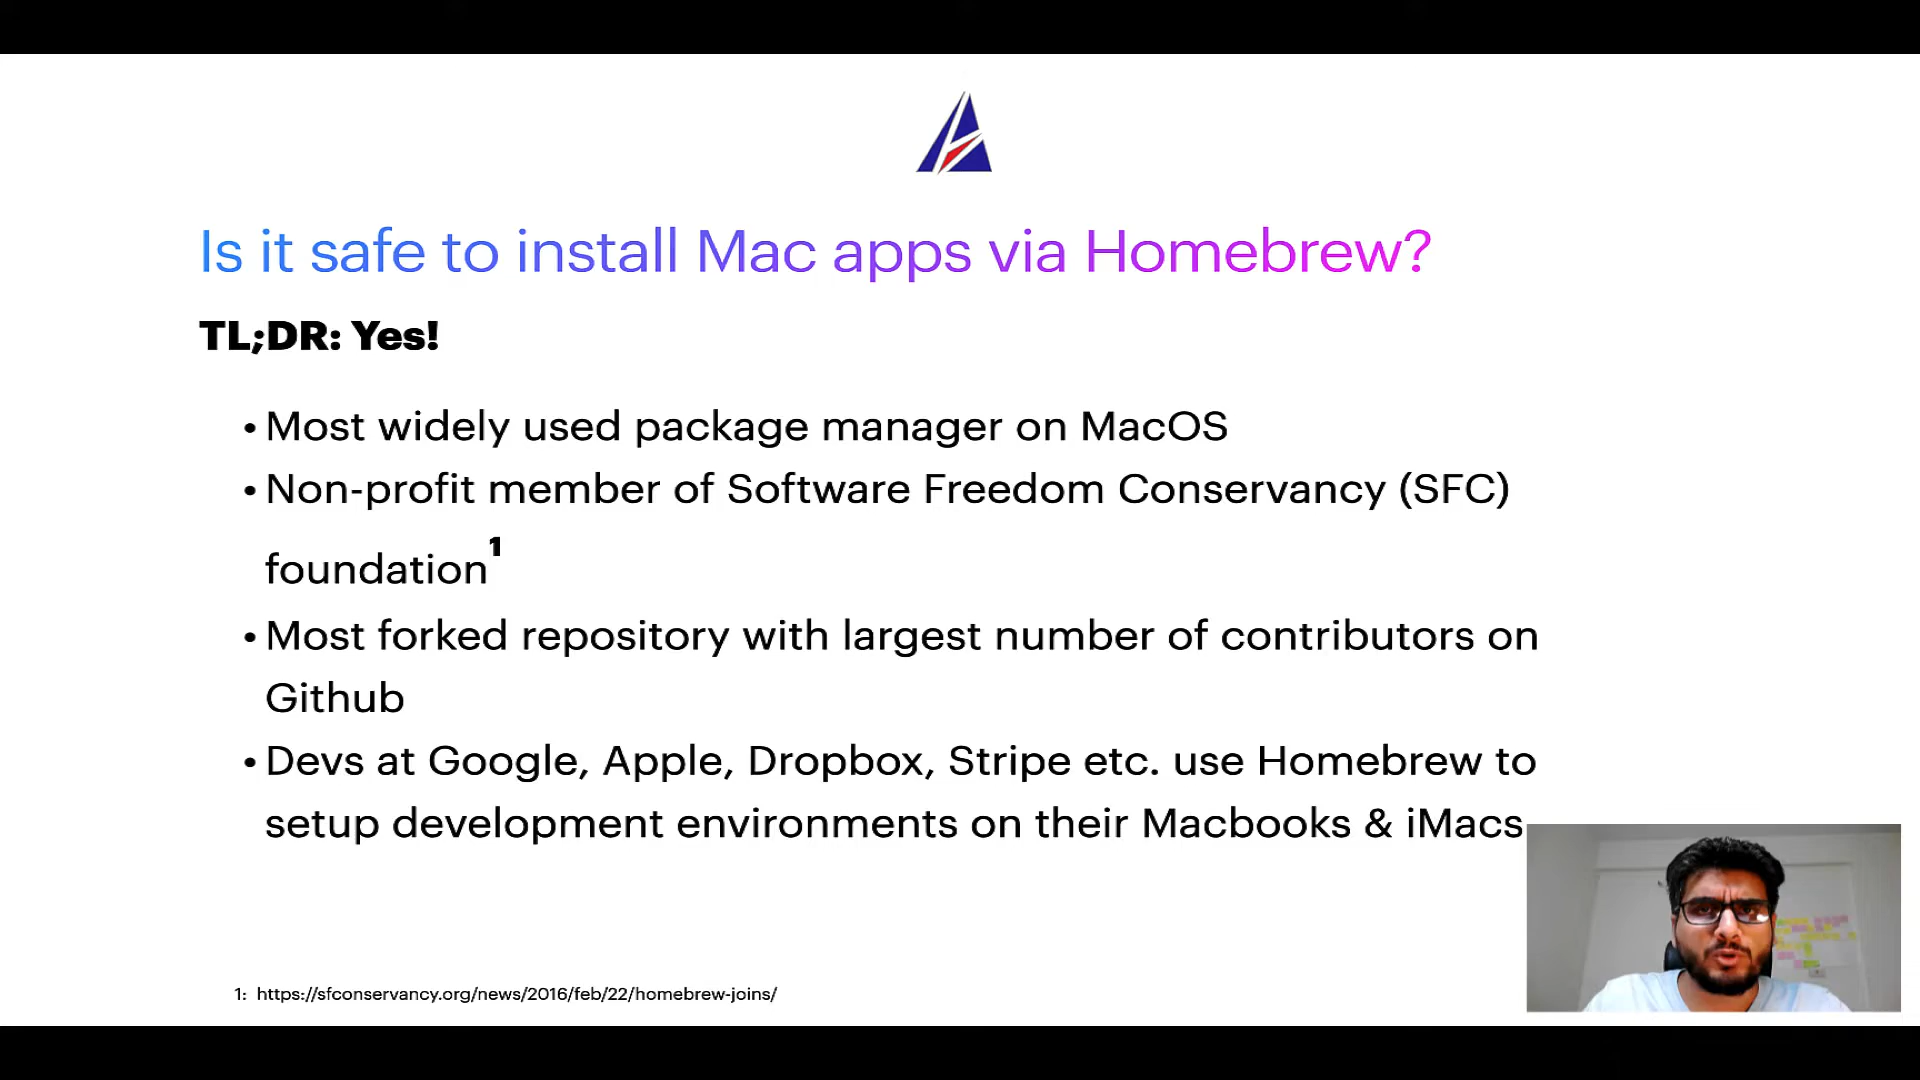 Is it safe to install Mac apps via Homebrew?
TL;DR: Yes!
• Most widely used package manager on MacOS
• Non-profit member of Software Freedom Conservancy (SFC)
foundation¹
• Most forked repository with largest number of contributors on
Github
• Devs at Google, Apple, Dropbox, Stripe etc. use Homebrew to
setup development environments on their Macbooks & iMacs
1: https://sfconservancy.org/news/2016/feb/22/homebrew-joins/